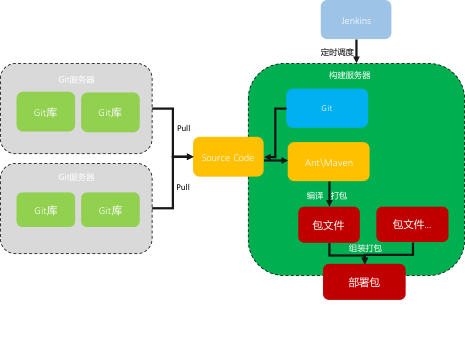 Jenkins
定时调度
构建服务器
Git服务器
Git库
Git库
Git
Pull
Source Code
Ant\Maven
Git服务器
Pull
编译
打包
Git库
Git库
包文件
包文件...
组装打包
部署包